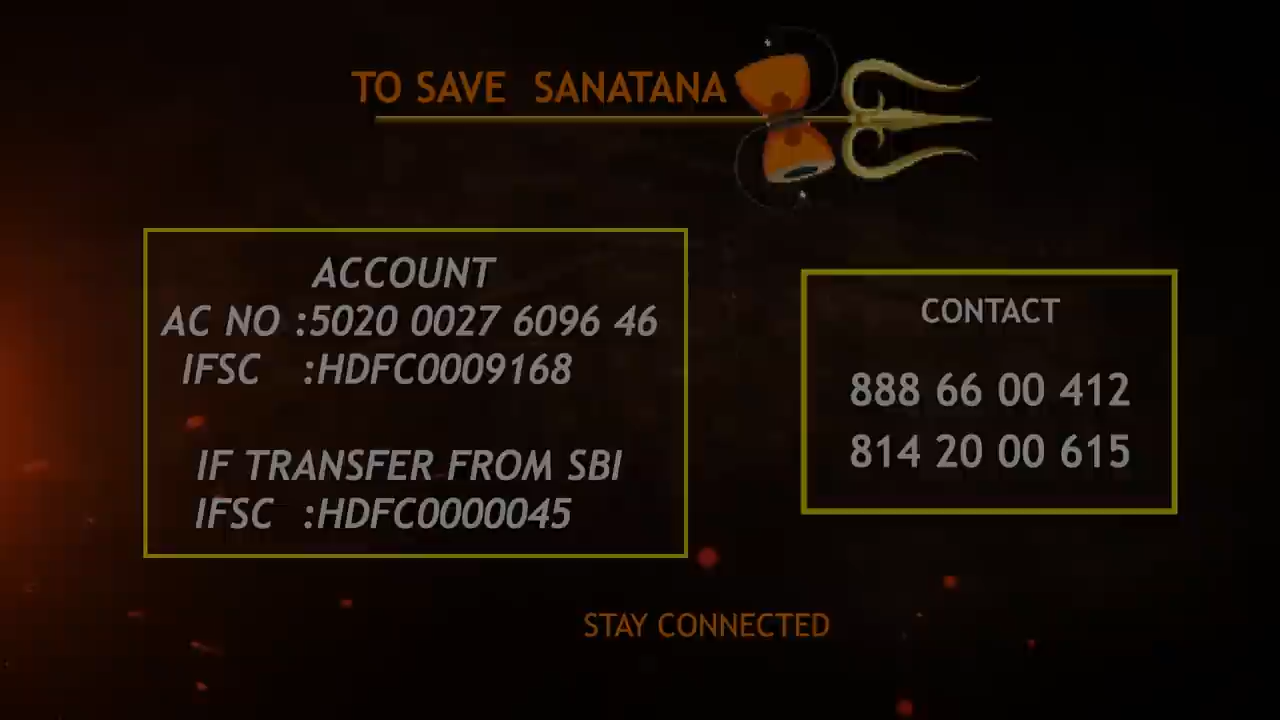 TO SAVE SANATANA
ACCOUNT
AC NO :5020 0027 6096 46
IFSC :HDFC0009168
IF TRANSFER FROM SBI
IFSC :HDFC0000045
CONTACT
888 66 00 412
814 20 00 615
STAY CONNECTED